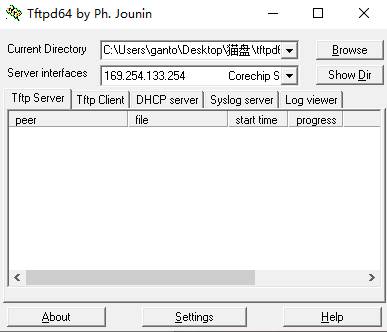 Tftpd64 by Ph. Jounin
Current Directory C:\Users\ganto\Desktop\猫盘\tftpd6 Browse
Server interfaces 169.254.133.254 Corechip S Show Dir
Tftp Server Tftp Client DHCP server Syslog server Log viewer
peer file start time progress
About Settings Help